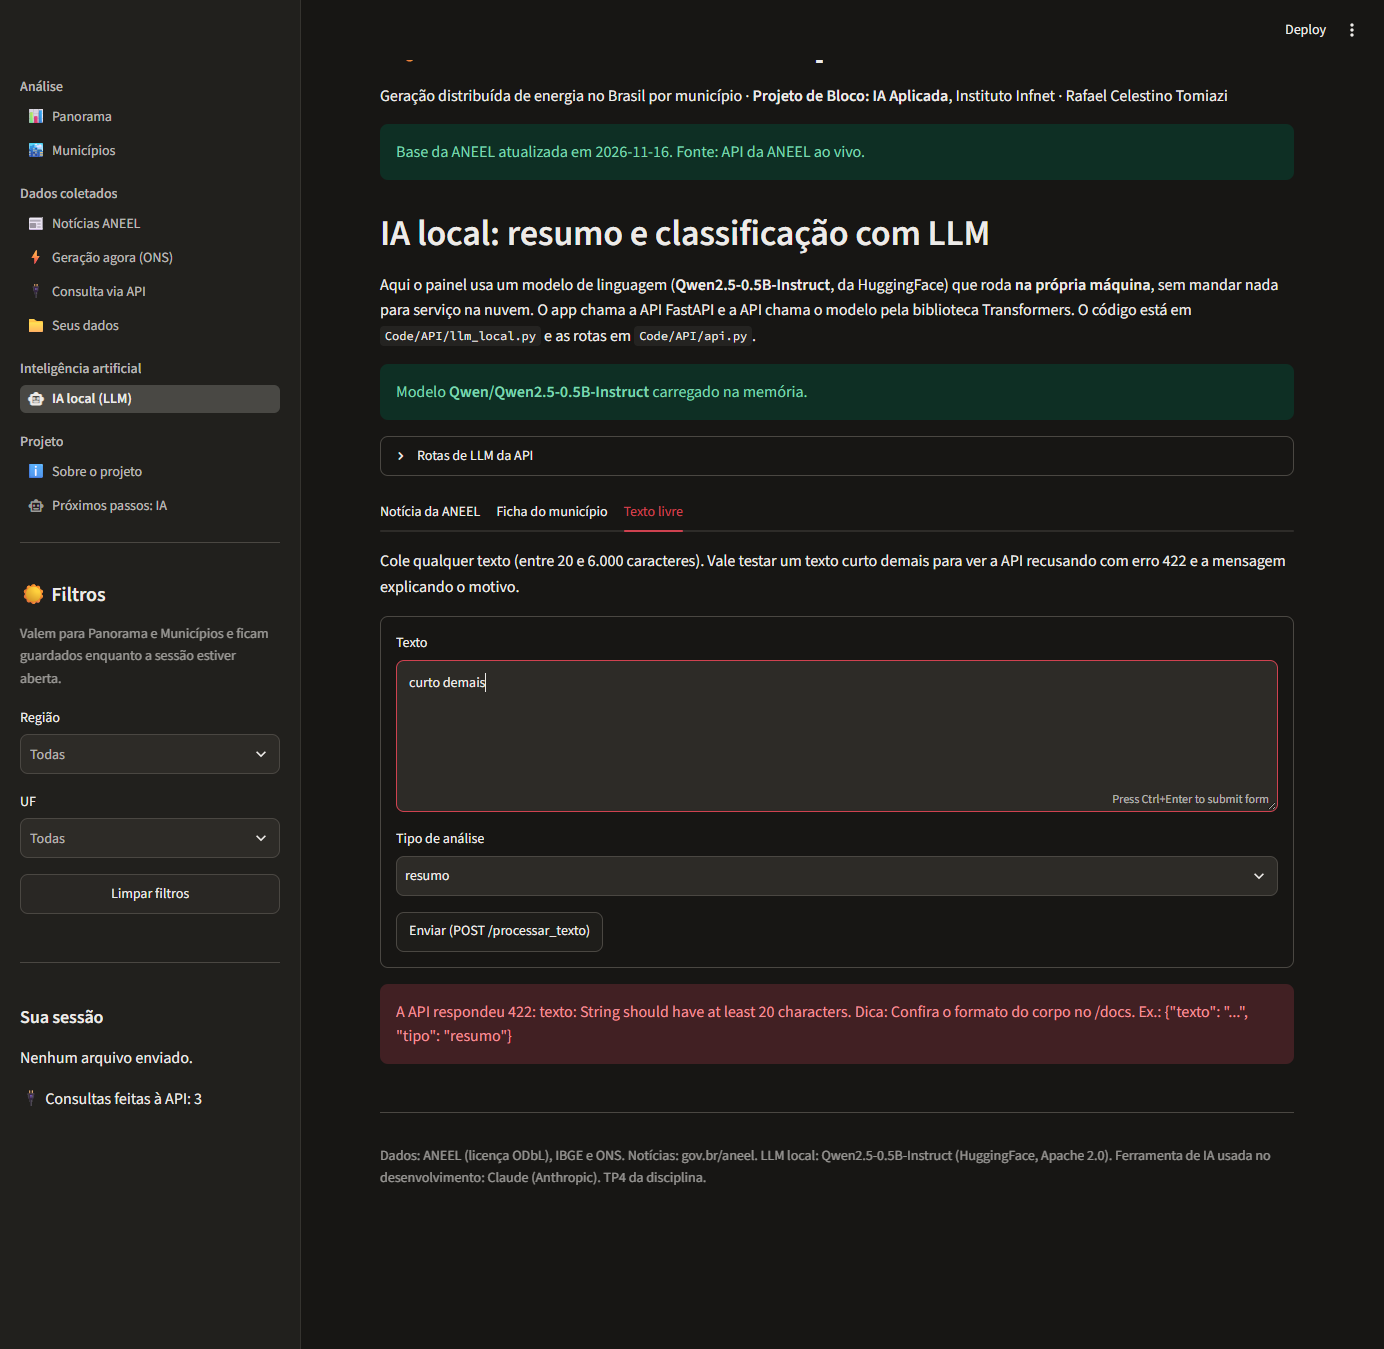 Deploy
Análise
Panorama
Municípios
Dados coletados
Notícias ANEEL
Geração agora (ONS)
Consulta via API
Seus dados
Inteligência artificial
IA local (LLM)
Projeto
Sobre o projeto
Próximos passos: IA
Filtros
Valem para Panorama e Municípios e ficam
guardados enquanto a sessão estiver
aberta.
Região
Todas
UF
Todas
Limpar filtros
Sua sessão
Nenhum arquivo enviado.
Consultas feitas à API: 3
Geração distribuída de energia no Brasil por município · Projeto de Bloco: IA Aplicada, Instituto Infnet · Rafael Celestino Tomiazi
Base da ANEEL atualizada em 2026-11-16. Fonte: API da ANEEL ao vivo.
IA local: resumo e classificação com LLM
Aqui o painel usa um modelo de linguagem (Qwen2.5-0.5B-Instruct, da HuggingFace) que roda na própria máquina, sem mandar nada
para serviço na nuvem. O app chama a API FastAPI e a API chama o modelo pela biblioteca Transformers. O código está em
Code/API/llm_local.py e as rotas em Code/API/api.py.
Modelo Qwen/Qwen2.5-0.5B-Instruct carregado na memória.
Rotas de LLM da API
Notícia da ANEEL Ficha do município Texto livre
Cole qualquer texto (entre 20 e 6.000 caracteres). Vale testar um texto curto demais para ver a API recusando com erro 422 e a mensagem
explicando o motivo.
Texto
curto demais
Press Ctrl+Enter to submit form
Tipo de análise
resumo
Enviar (POST /processar_texto)
A API respondeu 422: texto: String should have at least 20 characters. Dica: Confira o formato do corpo no /docs. Ex.: {"texto": "...",
"tipo": "resumo"}
Dados: ANEEL (licença ODbL), IBGE e ONS. Notícias: gov.br/aneel. LLM local: Qwen2.5-0.5B-Instruct (HuggingFace, Apache 2.0). Ferramenta de IA usada no
desenvolvimento: Claude (Anthropic). TP4 da disciplina.